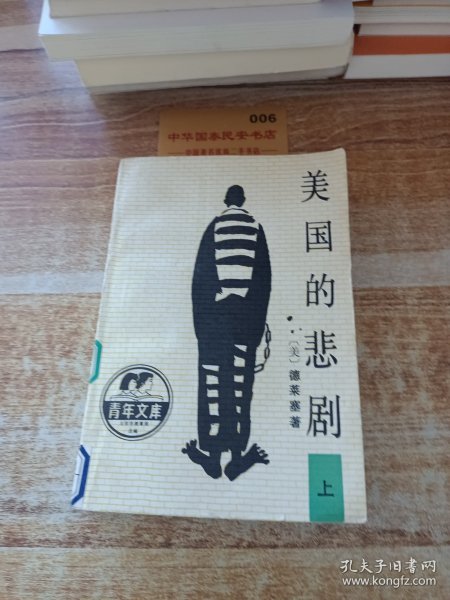 006
中华国泰民安书店
美国的悲剧
〔美〕德莱塞著
上
青年文库
孔夫子旧书网
www.kongfz.com